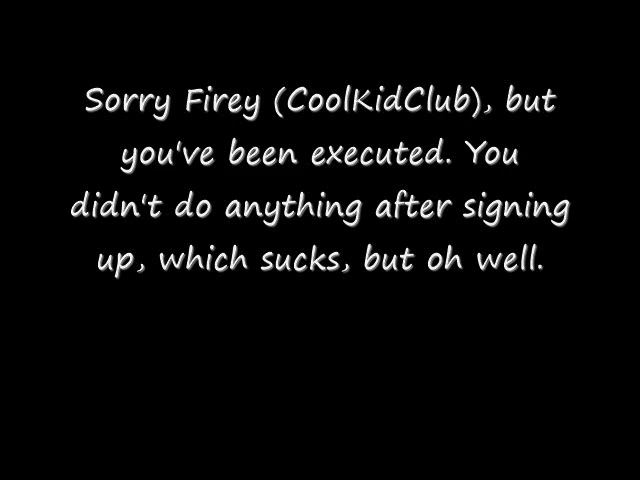 Sorry Firey (CoolKidClub), but
you've been executed. You
didn't do anything after signing
up, which sucks, but oh well.